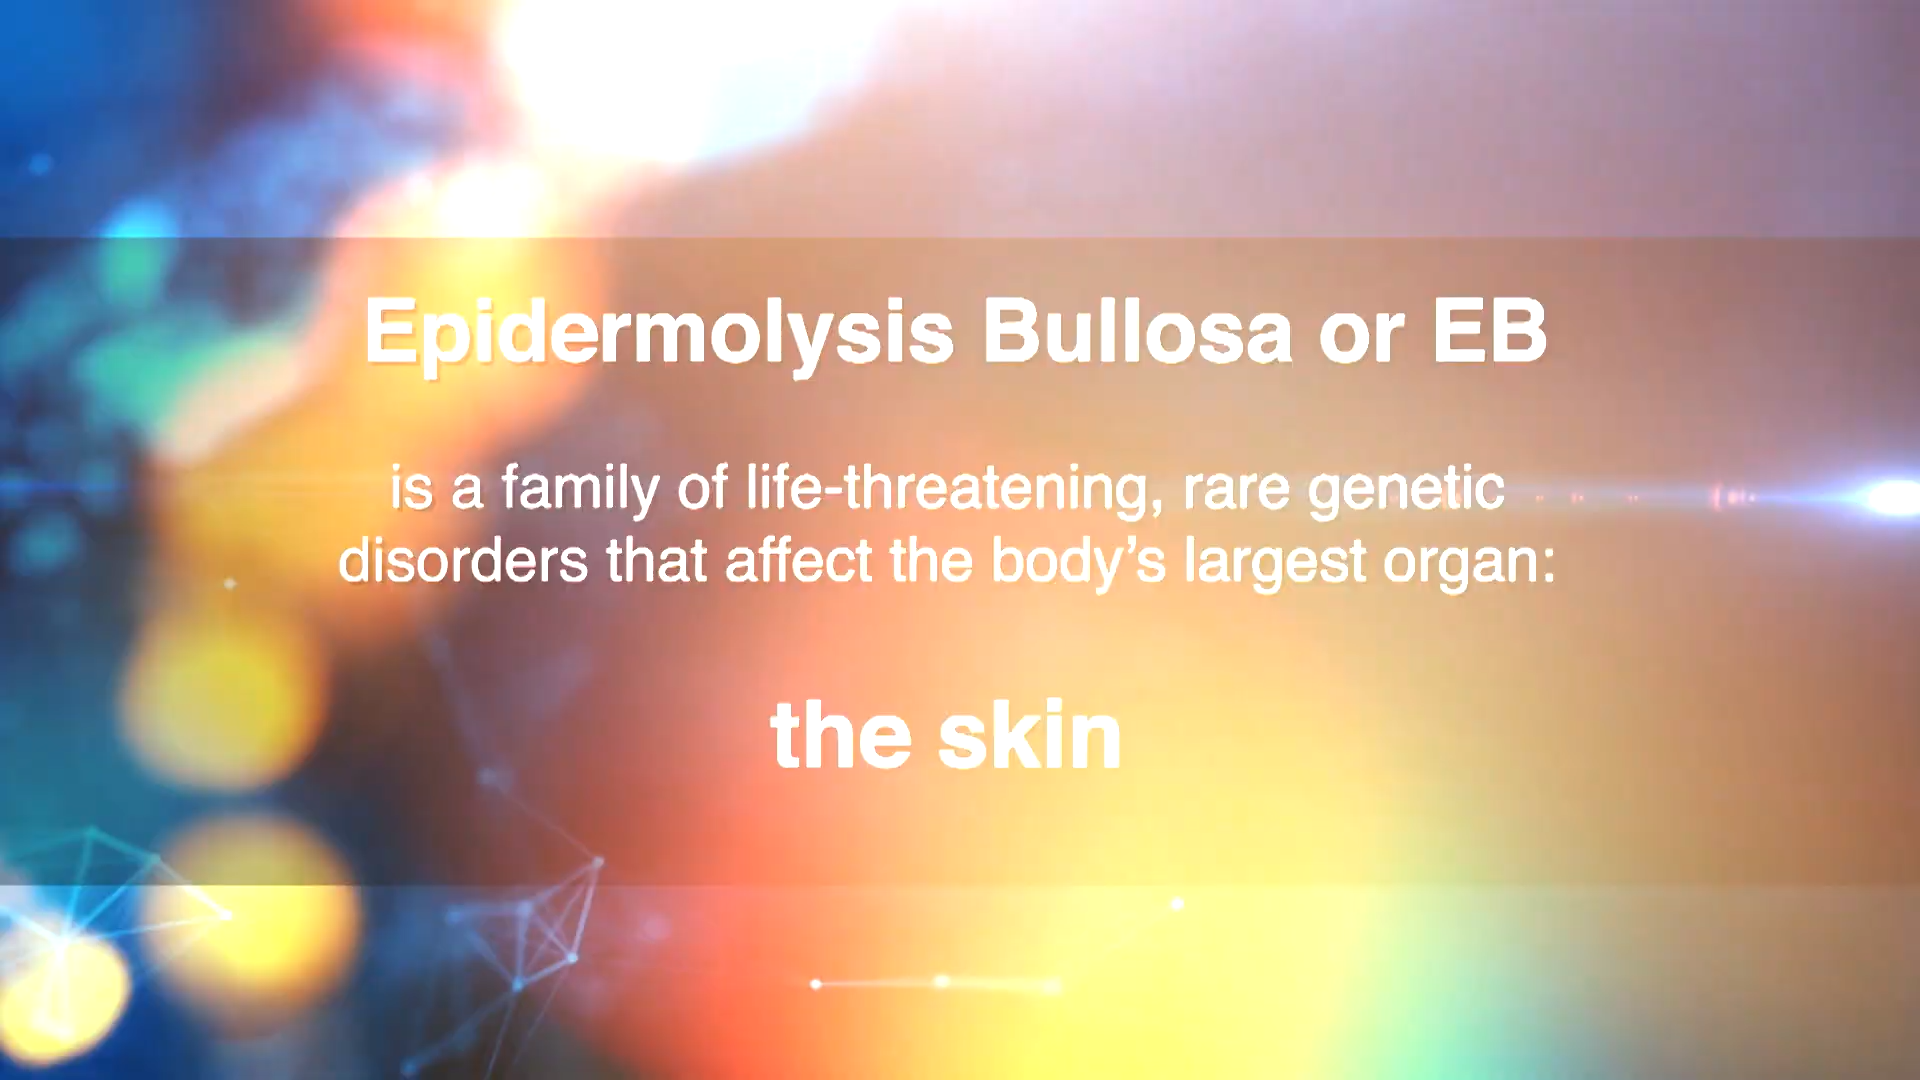 Epidermolysis Bullosa or EB
is a family of life-threatening, rare genetic
disorders that affect the body’s largest organ:
the skin